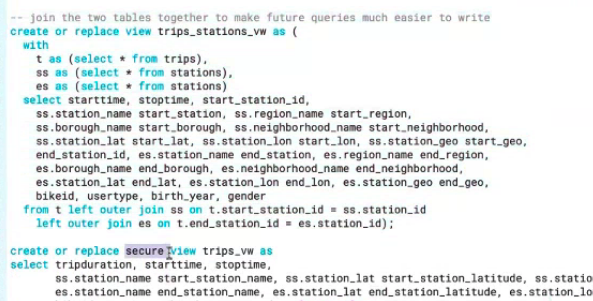 -- join the two tables together to make future queries much easier to write
create or replace view trips_stations_vw as (
with
t as (select * from trips),
ss as (select * from stations),
es as (select * from stations)
select starttime, stoptime, start_station_id,
ss.station_name start_station, ss.region_name start_region,
ss.borough_name start_borough, ss.neighborhood_name start_neighborhood,
ss.station_lat start_lat, ss.station_lon start_lon, ss.station_geo start_geo,
end_station_id, es.station_name end_station, es.region_name end_region,
es.borough_name end_borough, es.neighborhood_name end_neighborhood,
es.station_lat end_lat, es.station_lon end_lon, es.station_geo end_geo,
bikeid, usertype, birth_year, gender
from t left outer join ss on t.start_station_id = ss.station_id
left outer join es on t.end_station_id = es.station_id);
create or replace secure view trips_vw as
select tripduration, starttime, stoptime,
ss.station_name start_station_name, ss.station_lat start_station_latitude, ss.statio
es.station_name end_station_name, es.station_lat end_station_latitude, es.station_lo